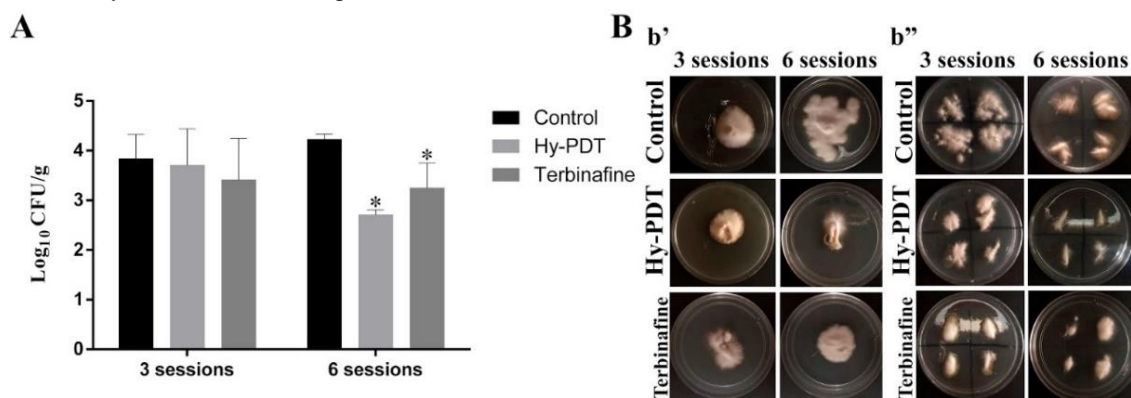 A
5
4
3
2
1
0
Log10 CFU/g
*
*
3 sessions
6 sessions
Control
Hy-PDT
Terbinafine
B
b’
b”
3 sessions 6 sessions
3 sessions 6 sessions
Control
Hy-PDT
Terbinafine
Control
Hy-PDT
Terbinafine